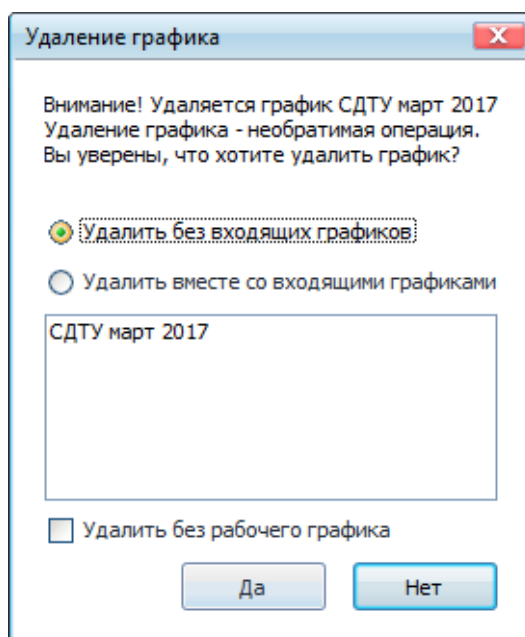 Удаление графика
Внимание! Удаляется график СДТУ март 2017
Удаление графика - необратимая операция.
Вы уверены, что хотите удалить график?
Удалить без входящих графиков
Удалить вместе со входящими графиками
СДТУ март 2017
Удалить без рабочего графика
Да Нет